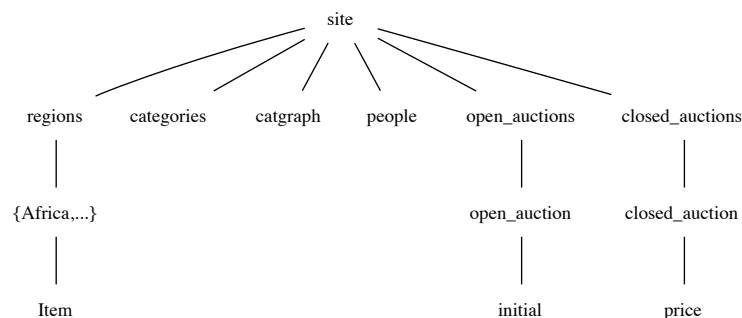 site
regions categories catgraph people open_auctions closed_auctions
{Africa,...} open_auction closed_auction
Item initial price